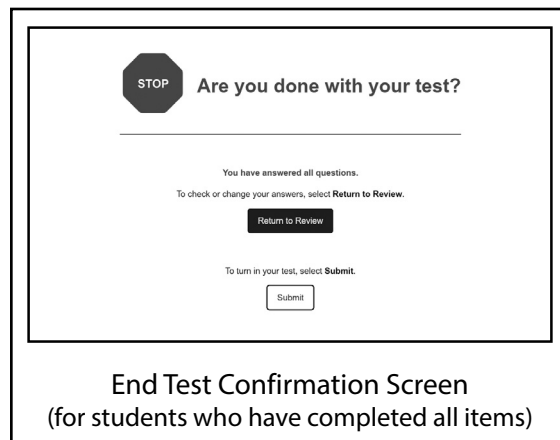 STOP
Are you done with your test?
You have answered all questions.
To check or change your answers, select Return to Review.
Return to Review
To turn in your test, select Submit.
Submit
End Test Confirmation Screen
(for students who have completed all items)